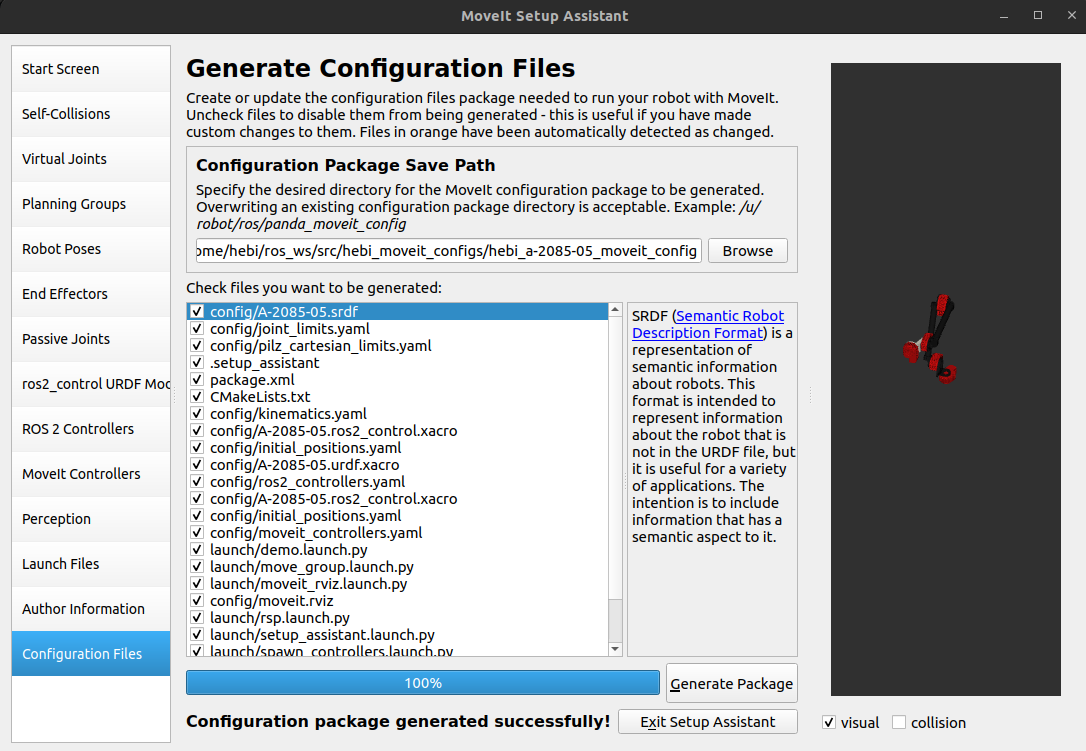 MoveIt Setup Assistant
Start Screen
Self-Collisions
Virtual Joints
Planning Groups
Robot Poses
End Effectors
Passive Joints
ros2_control URDF Mod
ROS 2 Controllers
MoveIt Controllers
Perception
Launch Files
Author Information
Configuration Files
Generate Configuration Files
Create or update the configuration files package needed to run your robot with MoveIt.
Uncheck files to disable them from being generated - this is useful if you have made
custom changes to them. Files in orange have been automatically detected as changed.
Configuration Package Save Path
Specify the desired directory for the MoveIt configuration package to be generated.
Overwriting an existing configuration package directory is acceptable. Example: /u/
robot/ros/panda_moveit_config
ome/hebi/ros_ws/src/hebi_moveit_configs/hebi_a-2085-05_moveit_config
Browse
Check files you want to be generated:
config/A-2085-05.srdf
config/joint_limits.yaml
config/pilz_cartesian_limits.yaml
.setup_assistant
package.xml
CMakeLists.txt
config/kinematics.yaml
config/A-2085-05.ros2_control.xacro
config/initial_positions.yaml
config/A-2085-05.urdf.xacro
config/ros2_controllers.yaml
config/A-2085-05.ros2_control.xacro
config/initial_positions.yaml
config/moveit_controllers.yaml
launch/demo.launch.py
launch/move_group.launch.py
launch/moveit_rviz.launch.py
config/moveit.rviz
launch/rsp.launch.py
launch/setup_assistant.launch.py
launch/spawn_controllers.launch.py
SRDF (Semantic Robot
Description Format) is a
representation of
semantic information
about robots. This
format is intended to
represent information
about the robot that is
not in the URDF file, but
it is useful for a variety
of applications. The
intention is to include
information that has a
semantic aspect to it.
100%
Generate Package
Configuration package generated successfully!
Exit Setup Assistant
visual
collision